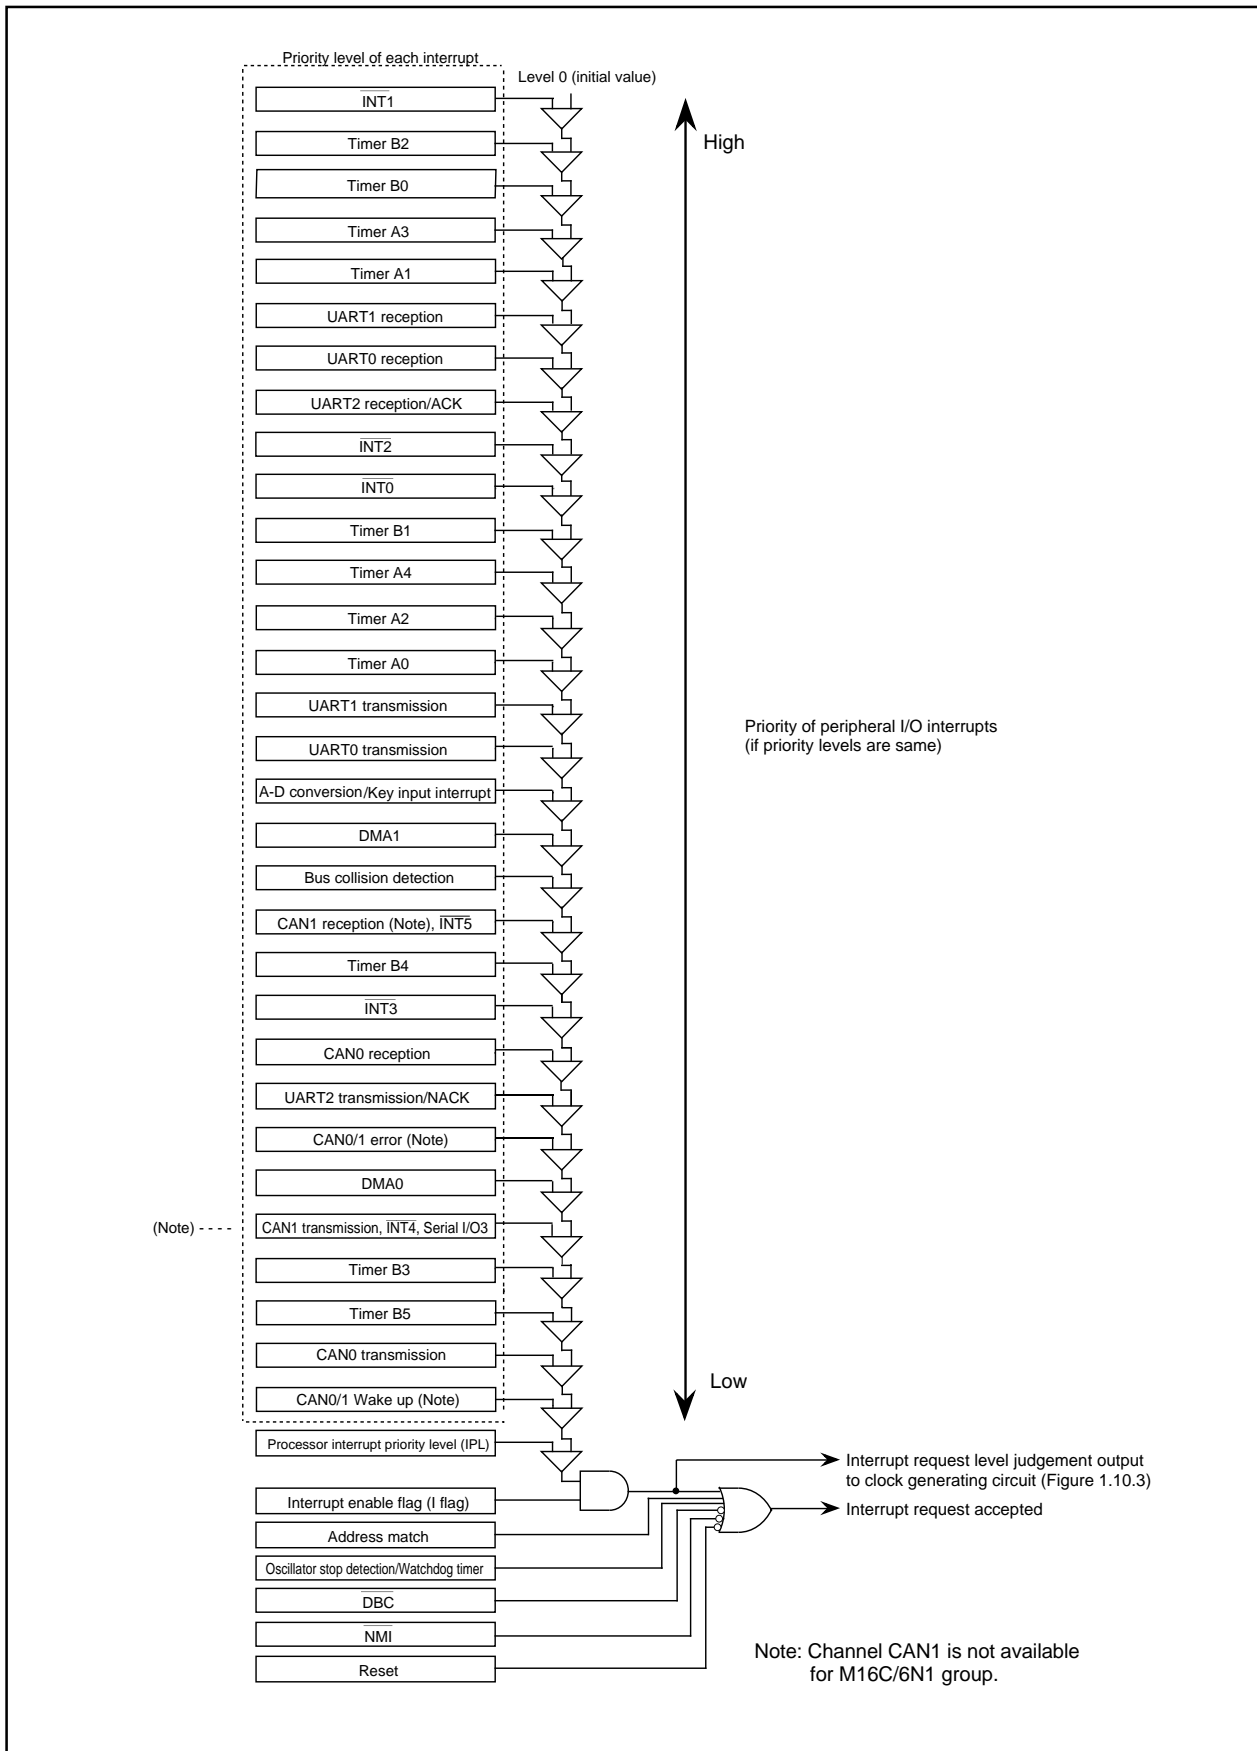 Priority level of each interrupt
Level 0 (initial value)
INT1
High
Timer B2
Timer B0
Timer A3
Timer A1
UART1 reception
UART0 reception
UART2 reception/ACK
INT2
INT0
Timer B1
Timer A4
Timer A2
Timer A0
UART1 transmission
Priority of peripheral I/O interrupts
(if priority levels are same)
UART0 transmission
A-D conversion/Key input interrupt
DMA1
Bus collision detection
CAN1 reception (Note), INT5
Timer B4
INT3
CAN0 reception
UART2 transmission/NACK
CAN0/1 error (Note)
DMA0
(Note) - - - -
CAN1 transmission, INT4, Serial I/O3
Timer B3
Timer B5
CAN0 transmission
Low
CAN0/1 Wake up (Note)
Processor interrupt priority level (IPL)
Interrupt request level judgement output
to clock generating circuit (Figure 1.10.3)
Interrupt enable flag (I flag)
Interrupt request accepted
Address match
Oscillator stop detection/Watchdog timer
DBC
NMI
Reset
Note: Channel CAN1 is not available
for M16C/6N1 group.